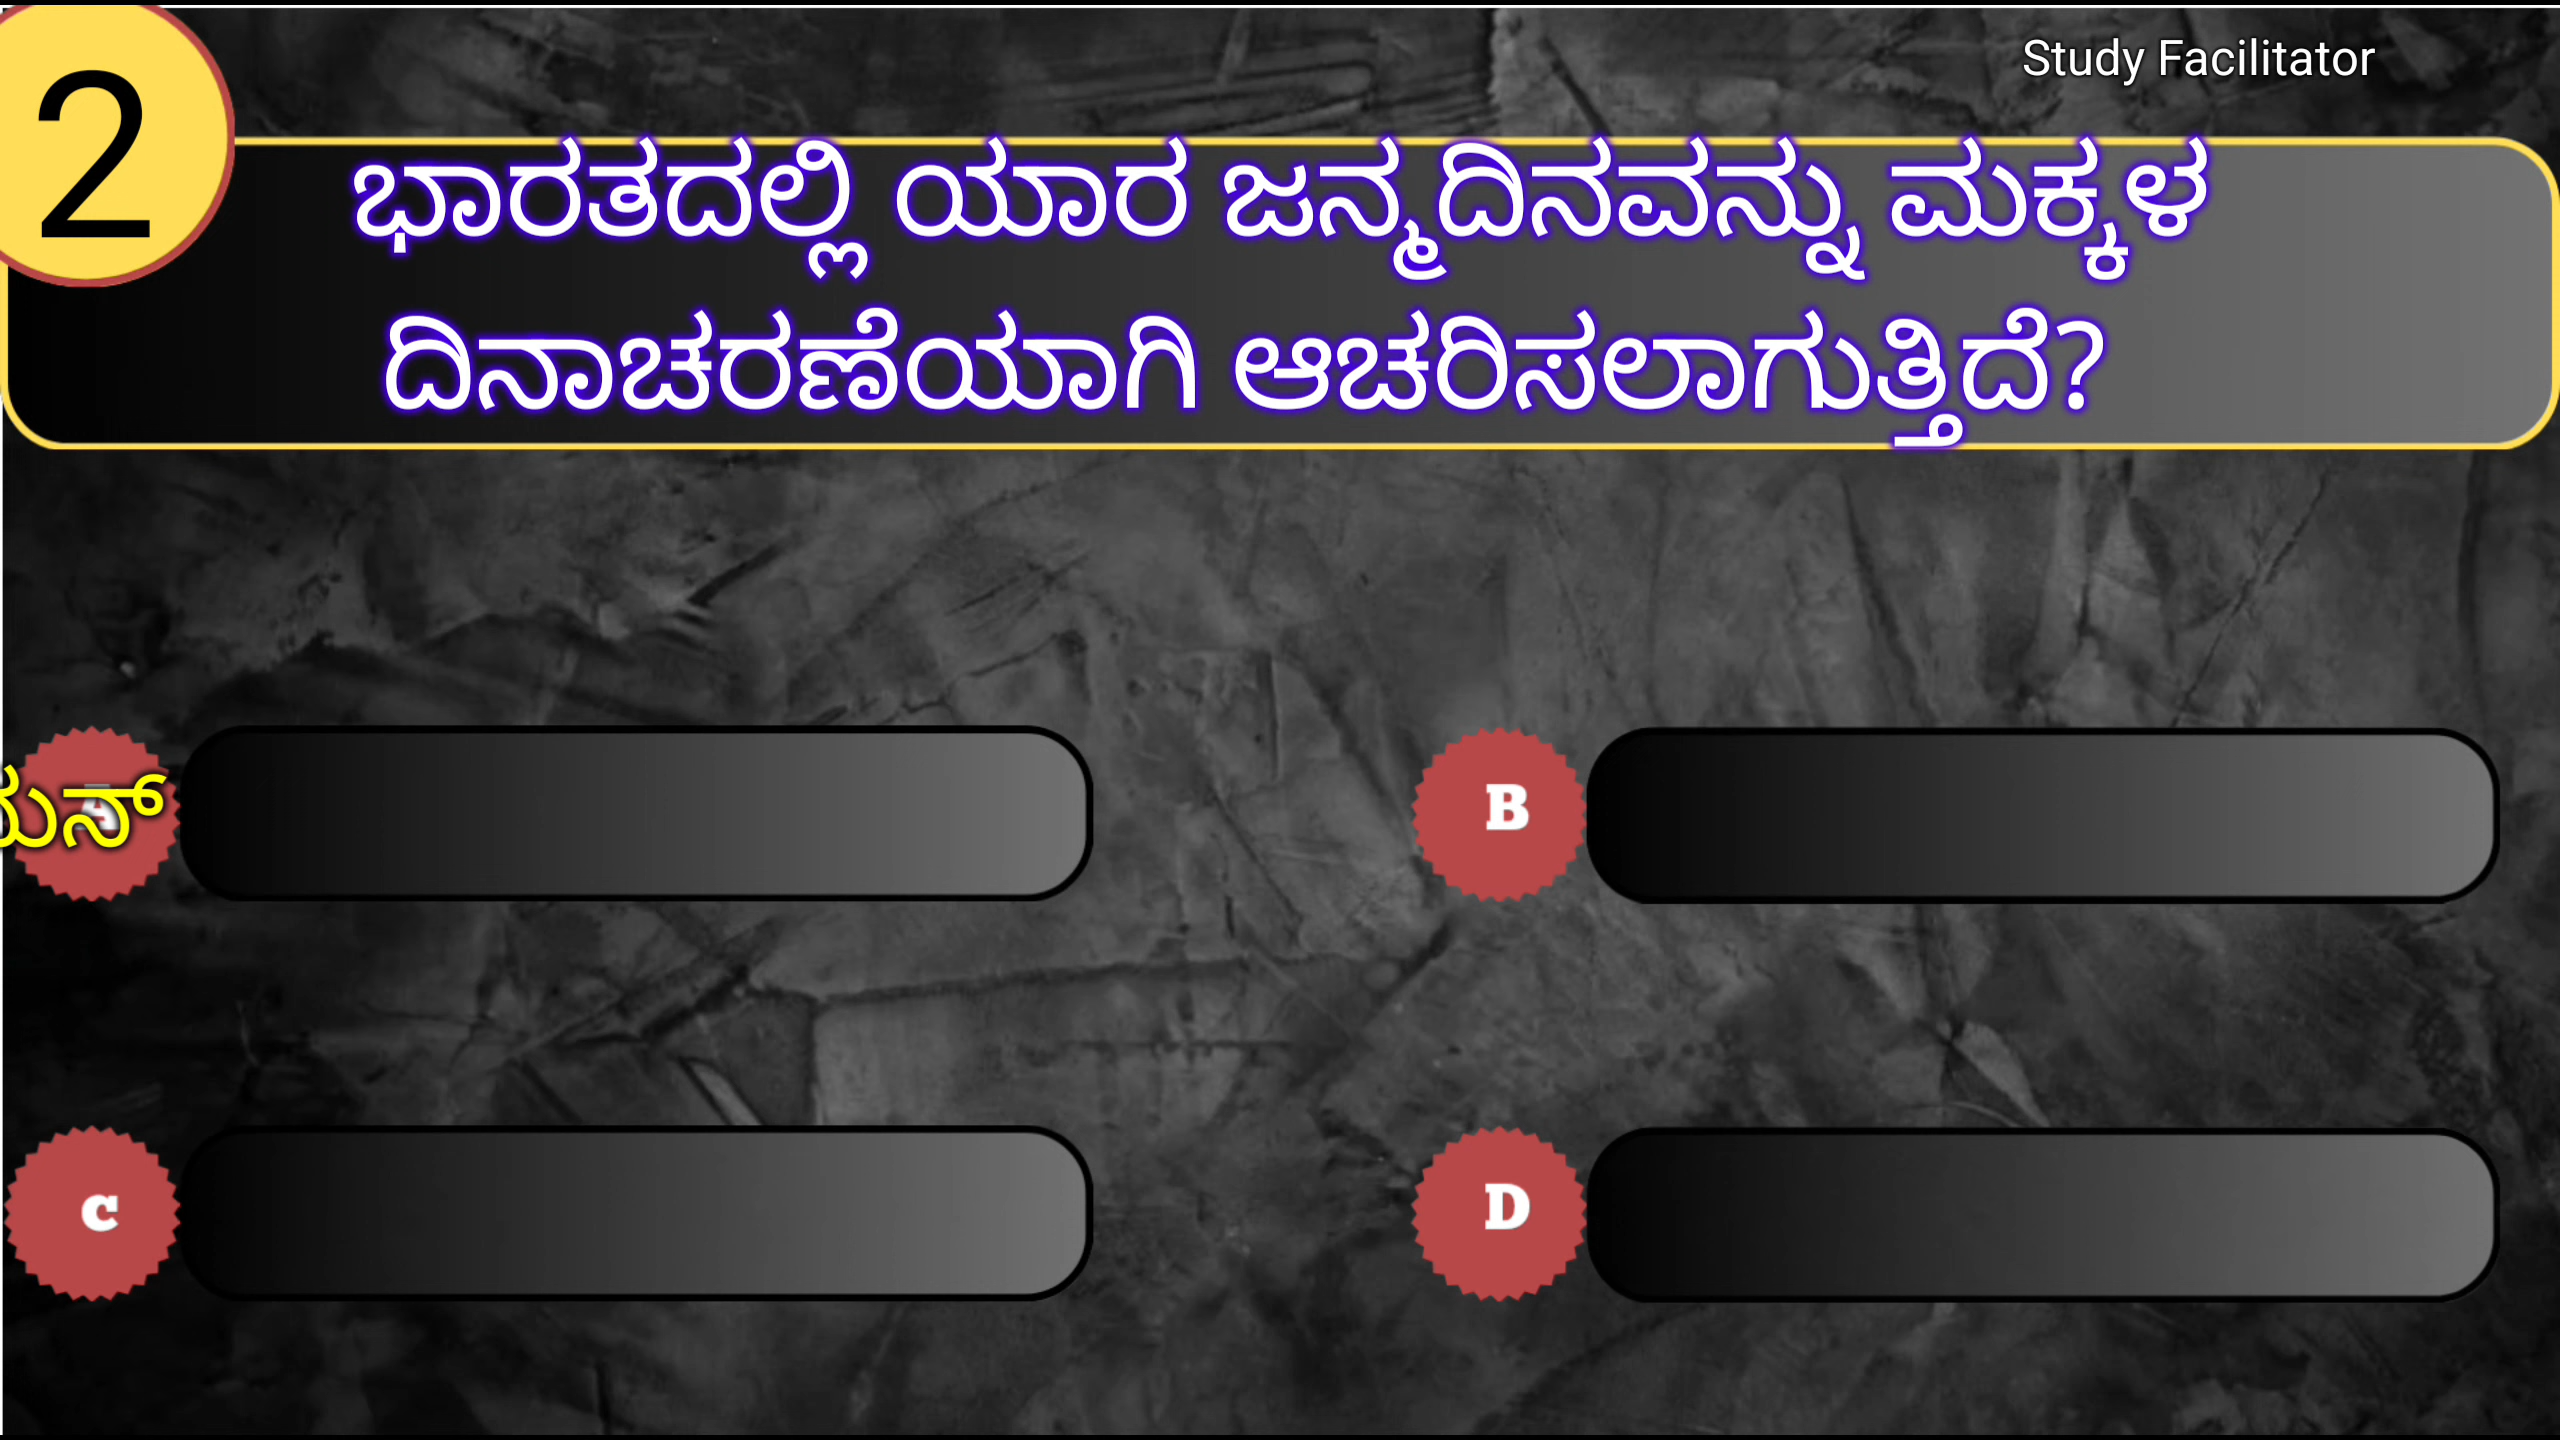 Study Facilitator
2
ಭಾರತದಲ್ಲಿ ಯಾರ ಜನ್ಮದಿನವನ್ನು ಮಕ್ಕಳ
ದಿನಾಚರಣೆಯಾಗಿ ಆಚರಿಸಲಾಗುತ್ತಿದೆ?
A
B
C
D